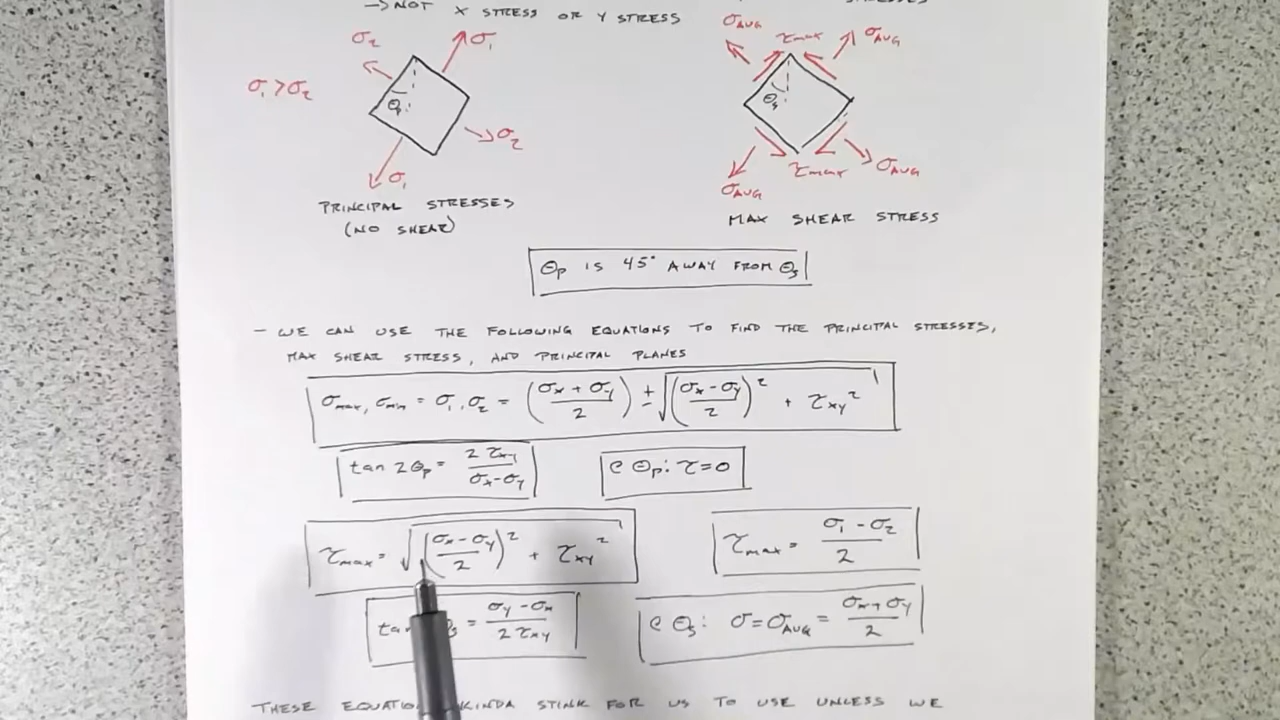 → NOT X STRESS OR Y STRESS
STRESSES
σ₂ σ₁
σ₁ > σ₂
θp
σ₂
σ₁
PRINCIPAL STRESSES
(NO SHEAR)
σAVG τmax σAVG
θs
σAVG τmax σAVG
MAX SHEAR STRESS
θp IS 45° AWAY FROM θs
- WE CAN USE THE FOLLOWING EQUATIONS TO FIND THE PRINCIPAL STRESSES,
MAX SHEAR STRESS, AND PRINCIPAL PLANES
σmax, σmin = σ₁, σ₂ = ((σx + σy)/2) ± √(((σx - σy)/2)² + τxy²)
tan 2θp = 2τxy/(σx - σy) @ θp: τ = 0
τmax = √(((σx - σy)/2)² + τxy²) τmax = (σ₁ - σ₂)/2
tan θs = (σy - σx)/(2τxy) @ θs: σ = σAVG = (σx + σy)/2
THESE EQUATION KINDA STINK FOR US TO USE UNLESS WE